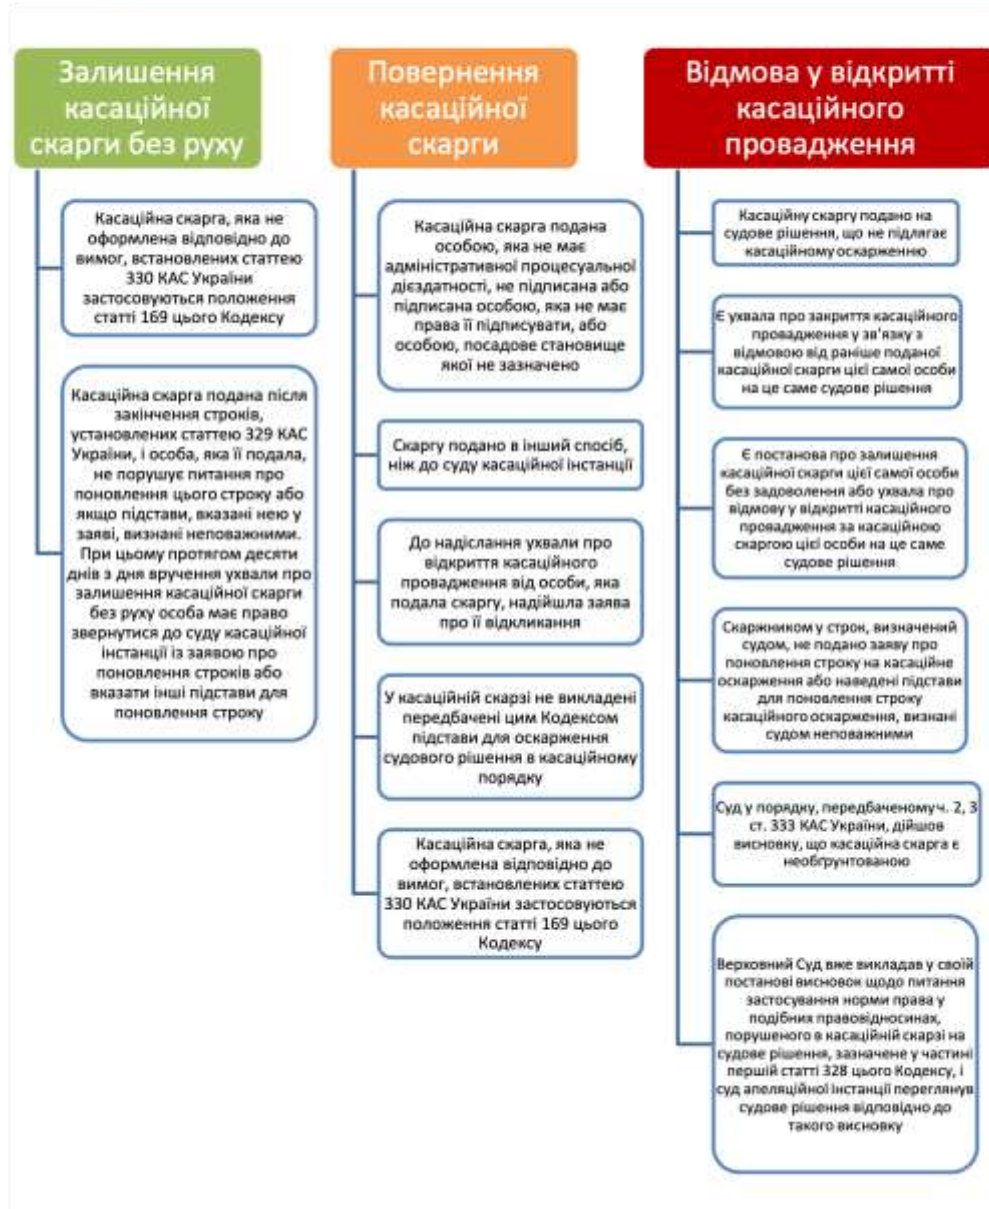 Залишення
касаційної
скарги без руху
Касаційна скарга, яка не
оформлена відповідно до
вимог, встановлених статтею
330 КАС України
застосовуються положення
статті 169 цього Кодексу
Касаційна скарга подана після
закінчення строків,
установлених статтею 329 КАС
України, і особа, яка її подала,
не порушує питання про
поновлення цього строку або
якщо підстави, вказані нею у
заяві, визнані неповажними.
При цьому протягом десяти
днів з дня вручення ухвали про
залишення касаційної скарги
без руху особа має право
звернутися до суду касаційної
інстанції із заявою про
поновлення строків або
вказати інші підстави для
поновлення строку
Повернення
касаційної
скарги
Касаційна скарга подана
особою, яка не має
адміністративної процесуальної
дієздатності, не підписана або
підписана особою, яка не має
права її підписувати, або
особою, посадове становище
якої не зазначено
Скаргу подано в інший спосіб,
ніж до суду касаційної інстанції
До надіслання ухвали про
відкриття касаційного
провадження від особи, яка
подала скаргу, надійшла заява
про її відкликання
У касаційній скарзі не викладені
передбачені цим Кодексом
підстави для оскарження
судового рішення в касаційному
порядку
Касаційна скарга, яка не
оформлена відповідно до
вимог, встановлених статтею
330 КАС України застосовуються
положення статті 169 цього
Кодексу
Відмова у відкритті
касаційного
провадження
Касаційну скаргу подано на
судове рішення, що не підлягає
касаційному оскарженню
Є ухвала про закриття касаційного
провадження у зв'язку з
відмовою від раніше поданої
касаційної скарги цієї самої особи
на це саме судове рішення
Є постанова про залишення
касаційної скарги цієї самої особи
без задоволення або ухвала про
відмову у відкритті касаційного
провадження за касаційною
скаргою цієї особи на це саме
судове рішення
Скаржником у строк, визначений
судом, не подано заяву про
поновлення строку на касаційне
оскарження або наведені підстави
для поновлення строку
касаційного оскарження, визнані
судом неповажними
Суд у порядку, передбаченому ч. 2, 3
ст. 333 КАС України, дійшов
висновку, що касаційна скарга є
необґрунтованою
Верховний Суд вже викладав у своїй
постанові висновок щодо питання
застосування норми права у
подібних правовідносинах,
порушеного в касаційній скарзі на
судове рішення, зазначене у частині
першій статті 328 цього Кодексу, і
суд апеляційної інстанції переглянув
судове рішення відповідно до
такого висновку